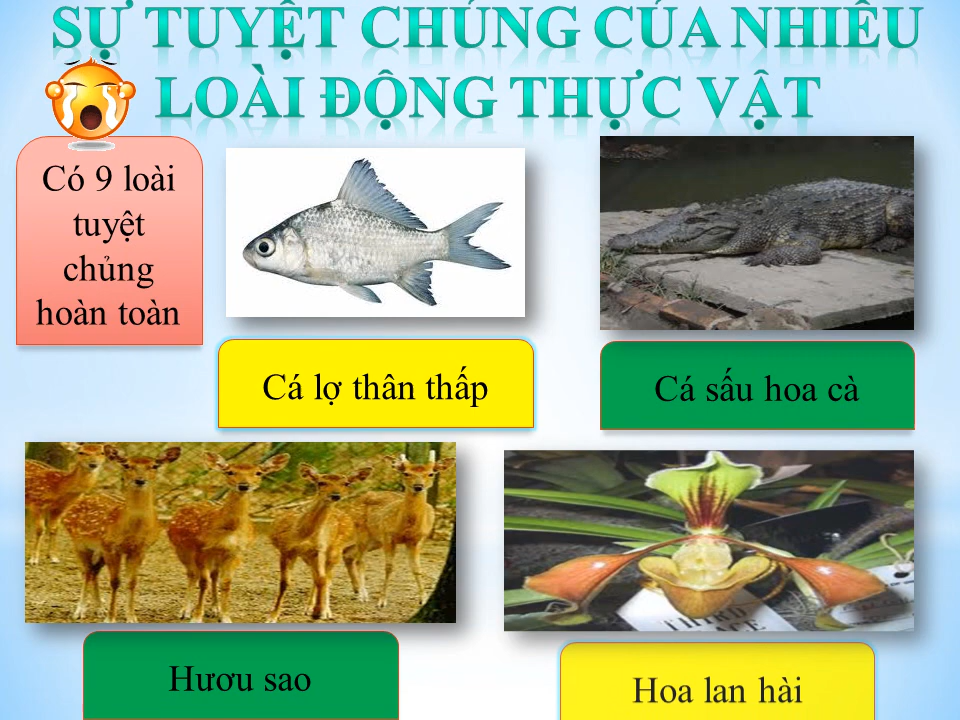 SỰ TUYỆT CHỦNG CỦA NHIỀU
LOÀI ĐỘNG THỰC VẬT
Có 9 loài
tuyệt
chủng
hoàn toàn
Cá lợ thân thấp
Cá sấu hoa cà
Hươu sao
Hoa lan hài